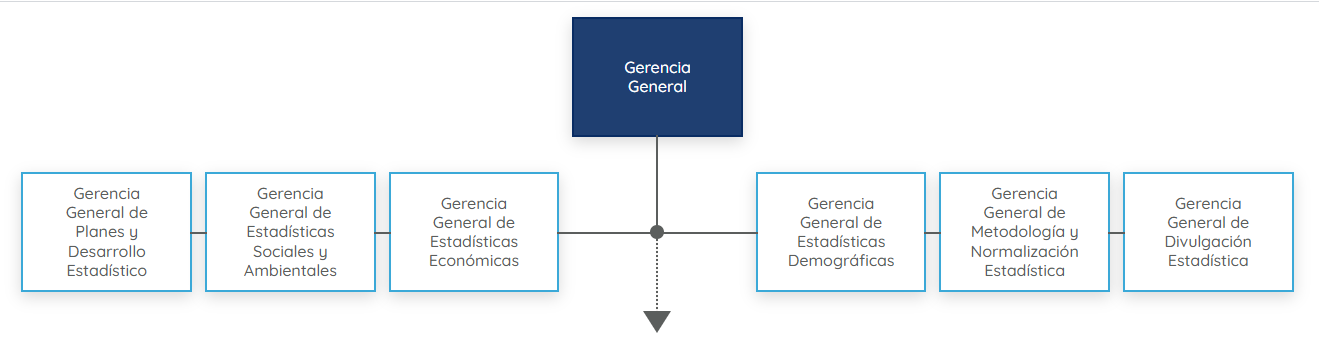 Gerencia
General
Gerencia
General de
Planes y
Desarrollo
Estadístico
Gerencia
General de
Estadísticas
Sociales y
Ambientales
Gerencia
General de
Estadísticas
Económicas
Gerencia
General de
Estadísticas
Demográficas
Gerencia
General de
Metodología y
Normalización
Estadística
Gerencia
General de
Divulgación
Estadística